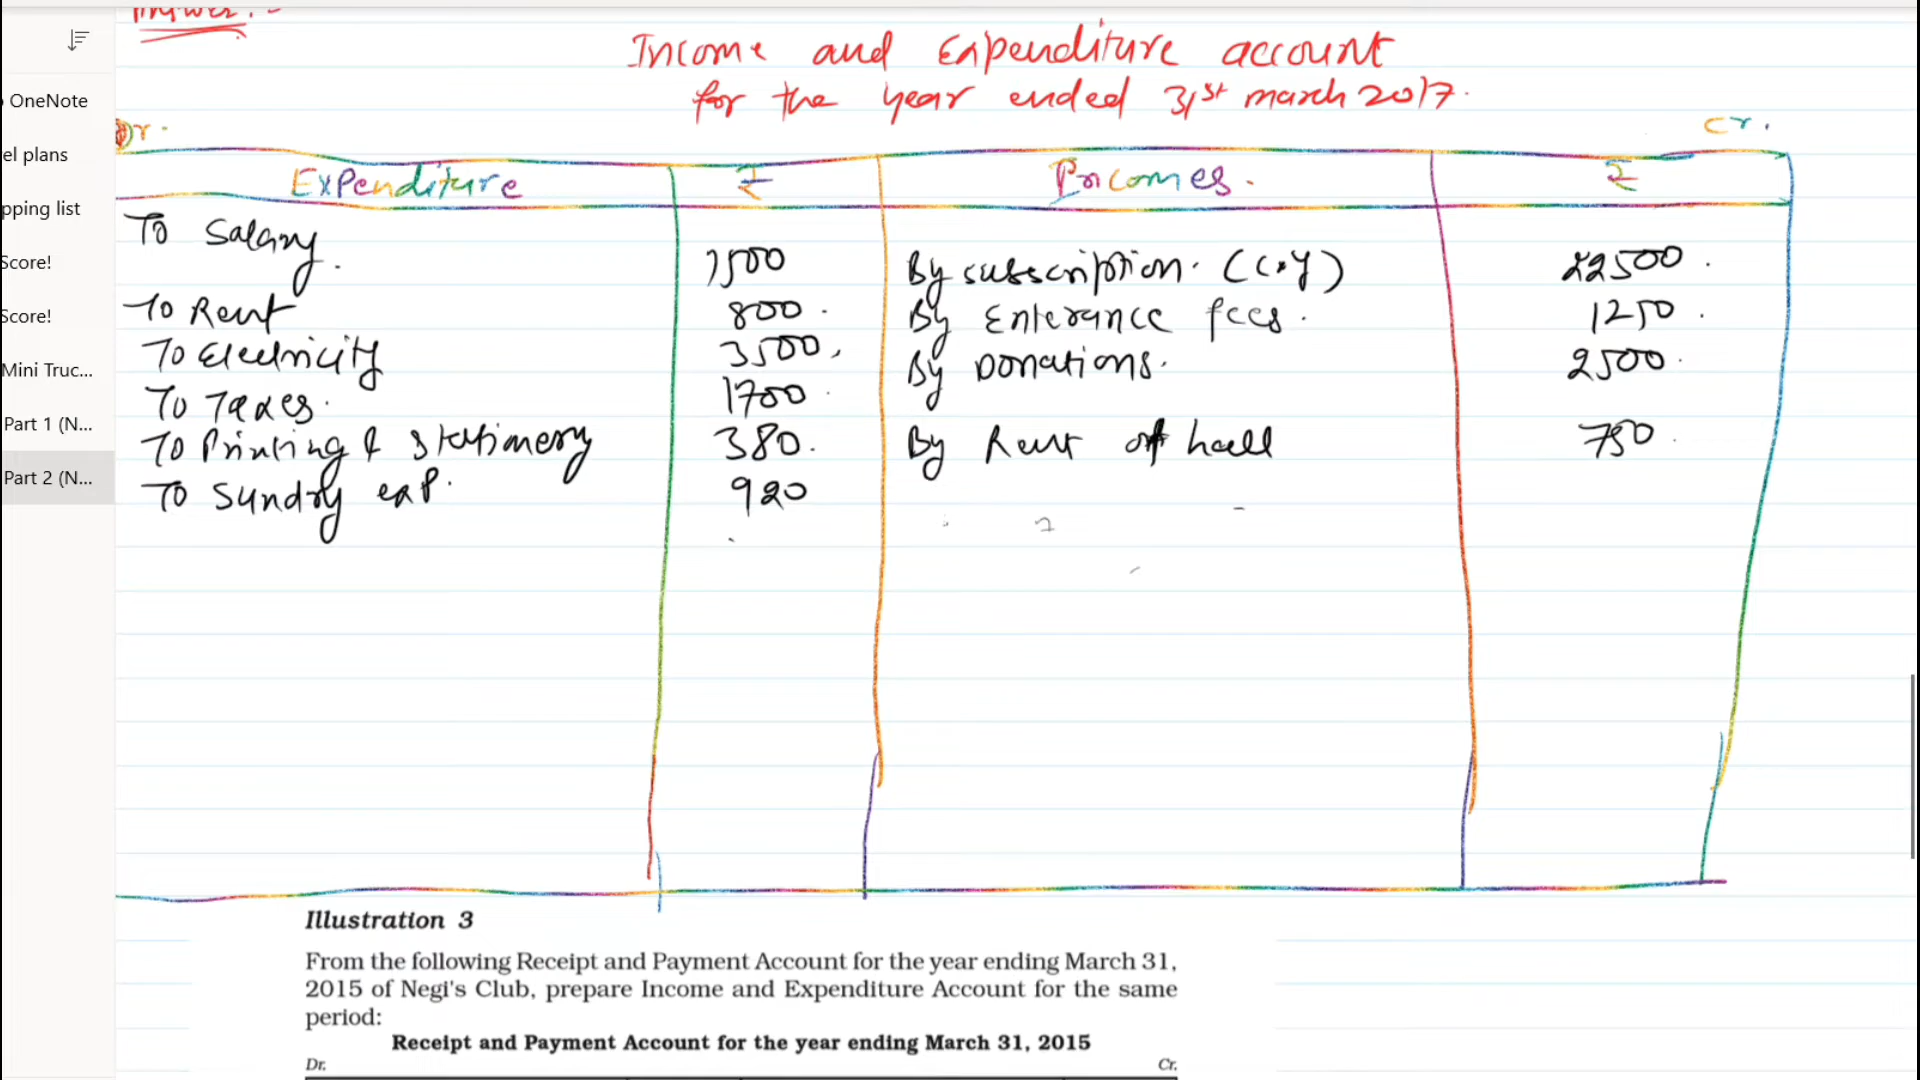 Answer:-
Income and Expenditure account
for the year ended 31st march 2017.
Dr.
Cr.
Expenditure ₹ Incomes. ₹
To Salary. 1500 By subscription. (C.Y) 22500.
To Rent 800. By Enterance fees. 1250.
To Electricity 3500, By Donations. 2500.
To Taxes. 1700.
To Printing & Stationery 380. By Rent of hall 750.
To Sundry exp. 920
OneNote
el plans
pping list
Score!
Score!
Mini Truc...
Part 1 (N...
Part 2 (N...
Illustration 3
From the following Receipt and Payment Account for the year ending March 31,
2015 of Negi's Club, prepare Income and Expenditure Account for the same
period:
Receipt and Payment Account for the year ending March 31, 2015
Dr. Cr.